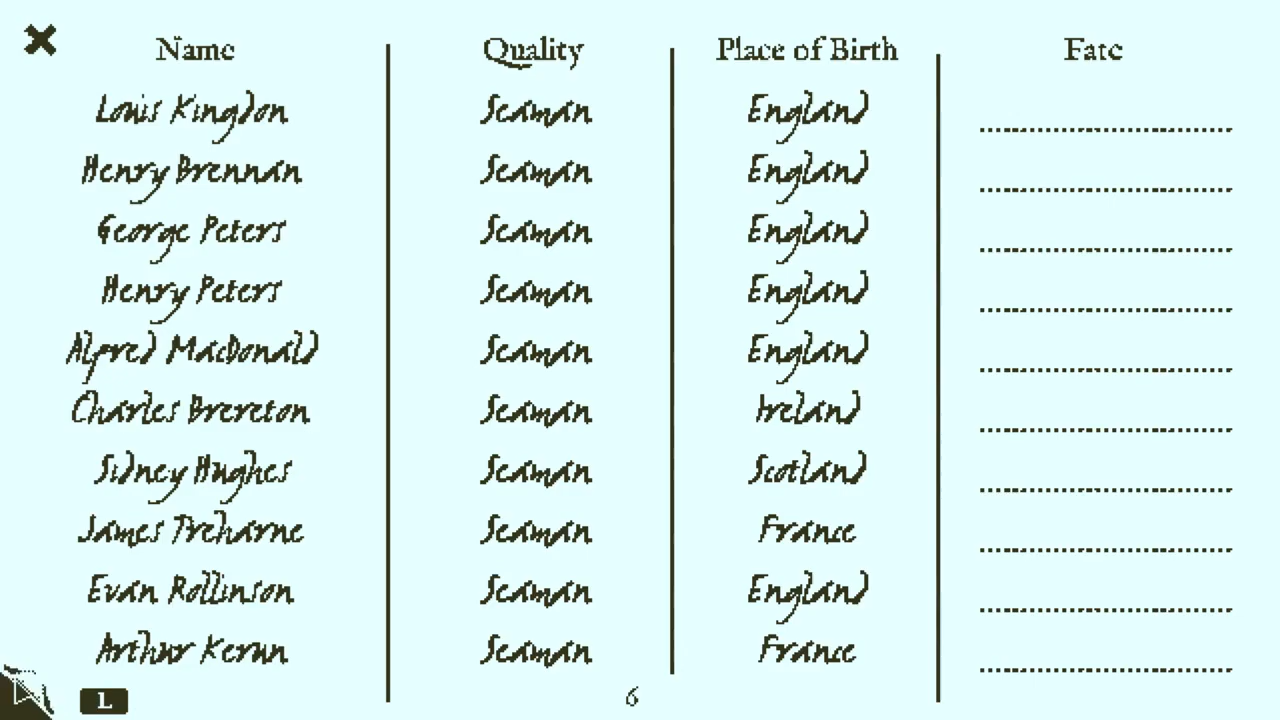 Name Quality Place of Birth Fate
Louis Kingdon Seaman England
Henry Brennan Seaman England
George Peters Seaman England
Henry Peters Seaman England
Alfred MacDonald Seaman England
Charles Brereton Seaman Ireland
Sidney Hughes Seaman Scotland
James Treharne Seaman France
Evan Rollinson Seaman England
Arthur Kerun Seaman France
L 6